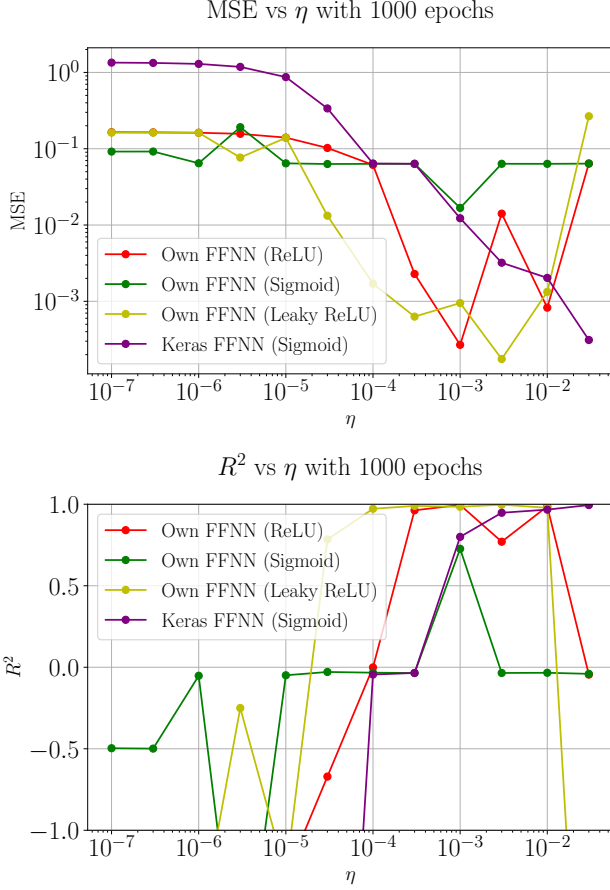 MSE vs η with 1000 epochs
10⁰
10⁻¹
10⁻²
10⁻³
MSE
Own FFNN (ReLU)
Own FFNN (Sigmoid)
Own FFNN (Leaky ReLU)
Keras FFNN (Sigmoid)
10⁻⁷ 10⁻⁶ 10⁻⁵ 10⁻⁴ 10⁻³ 10⁻²
η
R² vs η with 1000 epochs
1.0
0.5
0.0
−0.5
−1.0
R²
Own FFNN (ReLU)
Own FFNN (Sigmoid)
Own FFNN (Leaky ReLU)
Keras FFNN (Sigmoid)
10⁻⁷ 10⁻⁶ 10⁻⁵ 10⁻⁴ 10⁻³ 10⁻²
η